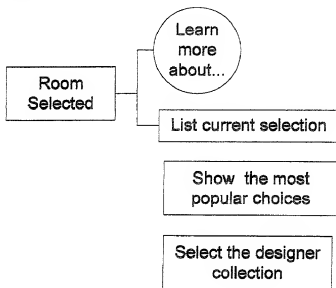 Learn
more
about...
Room
Selected
List current selection
Show the most
popular choices
Select the designer
collection